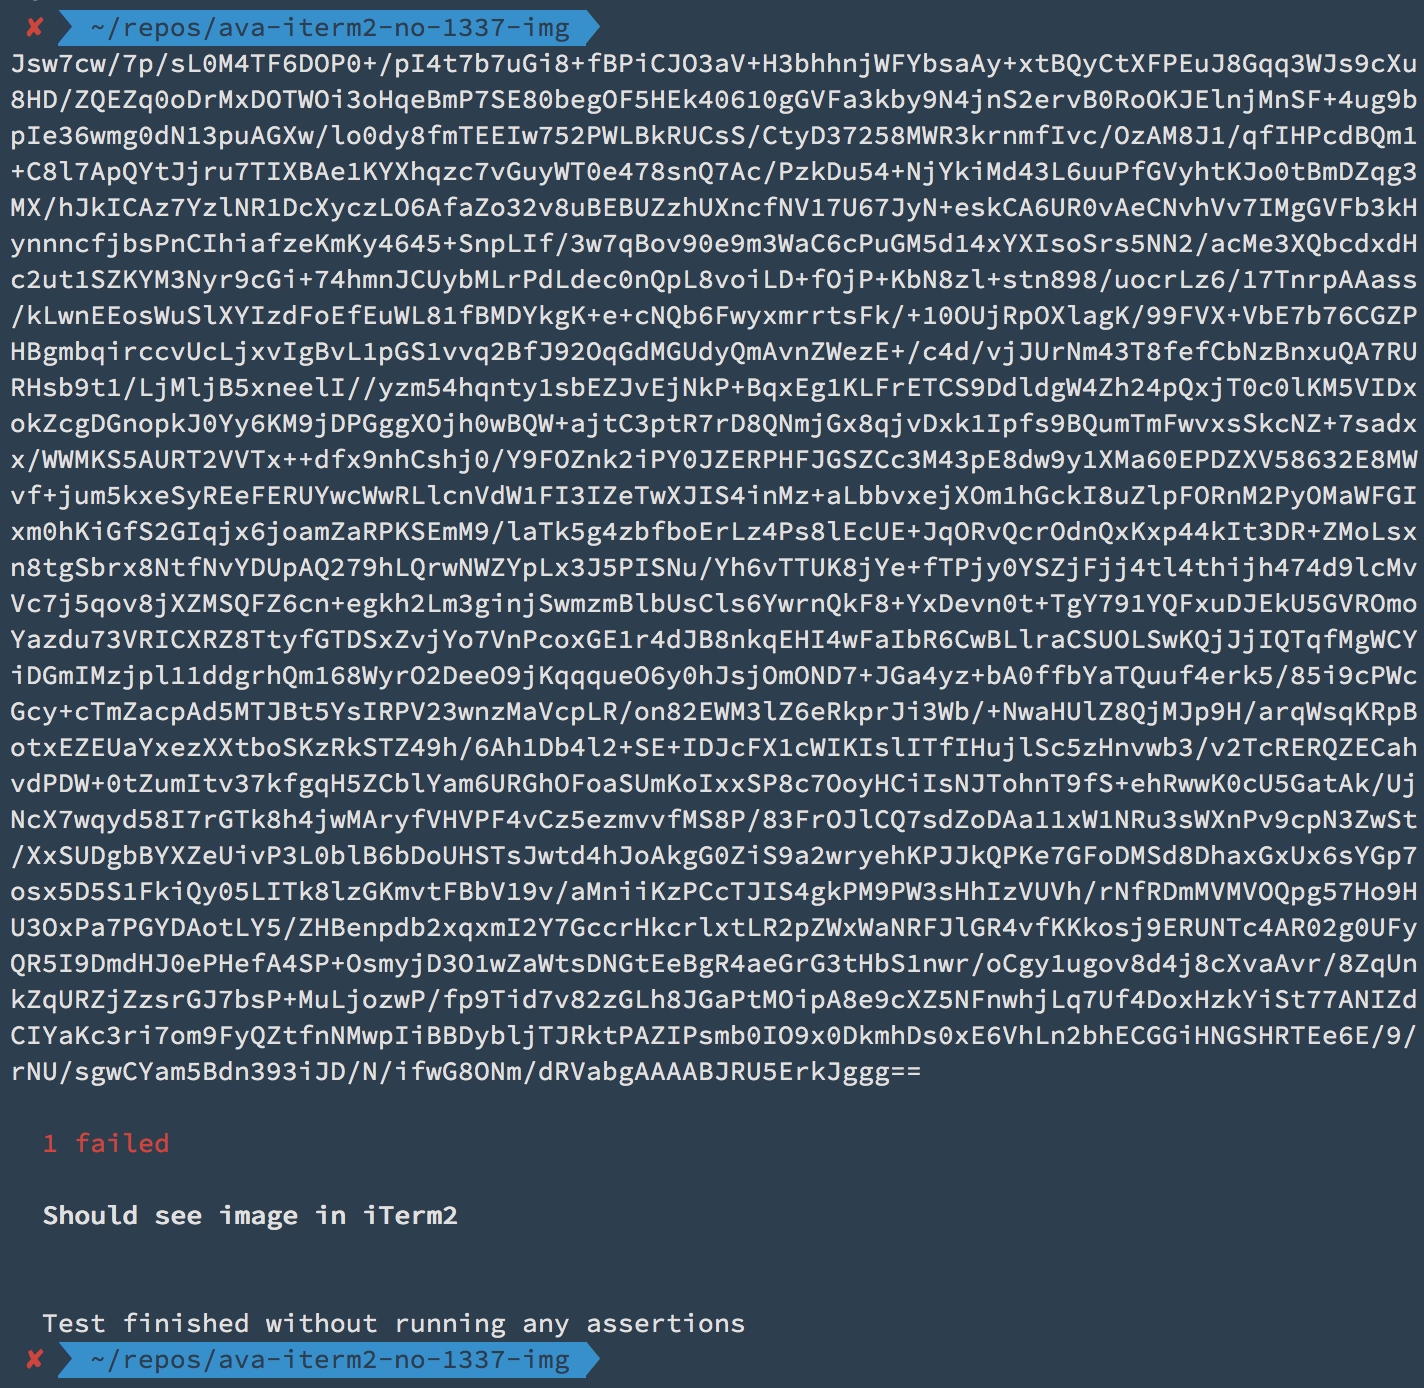 ✘ ~/repos/ava-iterm2-no-1337-img
Jsw7cw/7p/sL0M4TF6DOP0+/pI4t7b7uGi8+fBPiCJO3aV+H3bhhnjWFYbsaAy+xtBQyCtXFPEuJ8Gqq3WJs9cXu
8HD/ZQEZq0oDrMxDOTWOi3oHqeBmP7SE80begOF5HEk40610gGVFa3kby9N4jnS2ervB0RoOKJElnjMnSF+4ug9b
pIe36wmg0dN13puAGXw/lo0dy8fmTEEIw752PWLBkRUCsS/CtyD37258MWR3krnmfIvc/OzAM8J1/qfIHPcdBQm1
+C8l7ApQYtJjru7TIXBAe1KYXhqzc7vGuyWT0e478snQ7Ac/PzkDu54+NjYkiMd43L6uuPfGVyhtKJo0tBmDZqg3
MX/hJkICAz7YzlNR1DcXyczLO6AfaZo32v8uBEBUZzhUXncfNV17U67JyN+eskCA6UR0vAeCNvhVv7IMgGVFb3kH
ynnncfjbsPnCIhiafzeKmKy4645+SnpLIf/3w7qBov90e9m3WaC6cPuGM5d14xYXIsoSrs5NN2/acMe3XQbcdxdH
c2ut1SZKYM3Nyr9cGi+74hmnJCUybMLrPdLdec0nQpL8voiLD+fOjP+KbN8zl+stn898/uocrLz6/17TnrpAAass
/kLwnEEosWuSlXYIzdFoEfEuWL81fBMDYkgK+e+cNQb6Fwyxmrrtsfk/+10OUjRpOXlagK/99FVX+VbE7b76CGZP
HBgmbqirccvUcLjxvIgBvL1pGS1vvq2BfJ92OqGdMGUdyQmAvnZWezE+/c4d/vjJUrNm43T8fefCbNzBnxuQA7RU
RHsb9t1/LjMljB5xneelI//yzm54hqnty1sbEZJvEjNkP+BqxEg1KLFrETCS9DdldgW4Zh24pQxjT0c0lKM5VIDx
okZcgDGnopkJ0Yy6KM9jDPGggXOjh0wBQW+ajtC3ptR7rD8QNmjGx8qjvDxk1Ipfs9BQumTmFwvxsSkcNZ+7sadx
x/WWMKS5AURT2VVTx++dfx9nhCshj0/Y9FOZnk2iPY0JZERPHFJGSZCc3M43pE8dw9y1XMa60EPDZXV58632E8MW
vf+jum5kxeSyREeFERUYwcWwRLlcnVdW1FI3IZeTwXJIS4inMz+aLbbvxejXOm1hGckI8uZlpFORnM2PyOMaWFGI
xm0hKiGfS2GIqjx6joamZaRPKSEmM9/laTk5g4zbfboErLz4Ps8lEcUE+JqORvQcrOdnQxKxp44kIt3DR+ZMoLsx
n8tgSbrx8NtfNvYDUpAQ279hLQrwNWZYpLx3J5PISNu/Yh6vTTUK8jYe+fTPjy0YSZjFjj4tl4thijh474d9lcMv
Vc7j5qov8jXZMSQFZ6cn+egkh2Lm3ginjSwmzmBlbUsCls6YwrnQkF8+YxDevn0t+TgY791YQFxuDJEkU5GVROmo
Yazdu73VRICXRZ8TtyfGTDSxZvjYo7VnPcoxGE1r4dJB8nkqEHI4wFaIbR6CwBLlraCSUOLSwKQjJjIQTqfMgWCY
iDGmIMzjpl11ddgrhQm168WyrO2DeeO9jKqqqueO6y0hJsjOmOND7+JGa4yz+bA0ffbYaTQuuf4erk5/85i9cPWc
Gcy+cTmZacpAd5MTJBt5YsIRPV23wnzMaVcpLR/on82EWM3lZ6eRkprJi3Wb/+NwaHUlZ8QjMJp9H/arqWsqKRpB
otxEZEUaYxezXXtboSKzRkSTZ49h/6Ah1Db4l2+SE+IDJcFX1cWIKIslITfIHujlSc5zHnvwb3/v2TcRERQZECah
vdPDW+0tZumItv37kfgqH5ZCblYam6URGhOFoaSUmKoIxxSP8c7OoyHCiIsNJTohnT9fS+ehRwwK0cU5GatAk/Uj
NcX7wqyd58I7rGTk8h4jwMAryfVHVPF4vCz5ezmvvfMS8P/83FrOJlCQ7sdZoDAa11xW1NRu3sWXnPv9cpN3ZwSt
/XxSUDgbBYXZeUivP3L0blB6bDoUHSTsJwtd4hJoAkgG0ZiS9a2wryehKPJJkQPKe7GFoDMSd8DhaxGxUx6sYGp7
osx5D5S1FkiQy05LITk8lzGKmvtFBbV19v/aMniiKzPCcTJIS4gkPM9PW3sHhIzVUVh/rNfRDmMVMVOQpg57Ho9H
U3OxPa7PGYDAotLY5/ZHBenpdb2xqxmI2Y7GccrHkcrlxtLR2pZWxWaNRFJlGR4vfKKkosj9ERUNTc4AR02g0UFy
QR5I9DmdHJ0ePHefA4SP+OsmyjD3O1wZaWtsDNGtEeBgR4aeGrG3tHbS1nwr/oCgy1ugov8d4j8cXvaAvr/8ZqUn
kZqURZjZzsrGJ7bsP+MuLjozwP/fp9Tid7v82zGLh8JGaPtMOipA8e9cXZ5NFnwhjLq7Uf4DoxHzkYiSt77ANIZd
CIYaKc3ri7om9FyQZtfnNMwpIiBBDybljTJRktPAZIPsmb0IO9x0DkmhDs0xE6VhLn2bhECGGiHNGSHRTEe6E/9/
rNU/sgwCYam5Bdn393iJD/N/ifwG8ONm/dRVabgAAAABJRU5ErkJggg==
1 failed
Should see image in iTerm2
Test finished without running any assertions
✘ ~/repos/ava-iterm2-no-1337-img